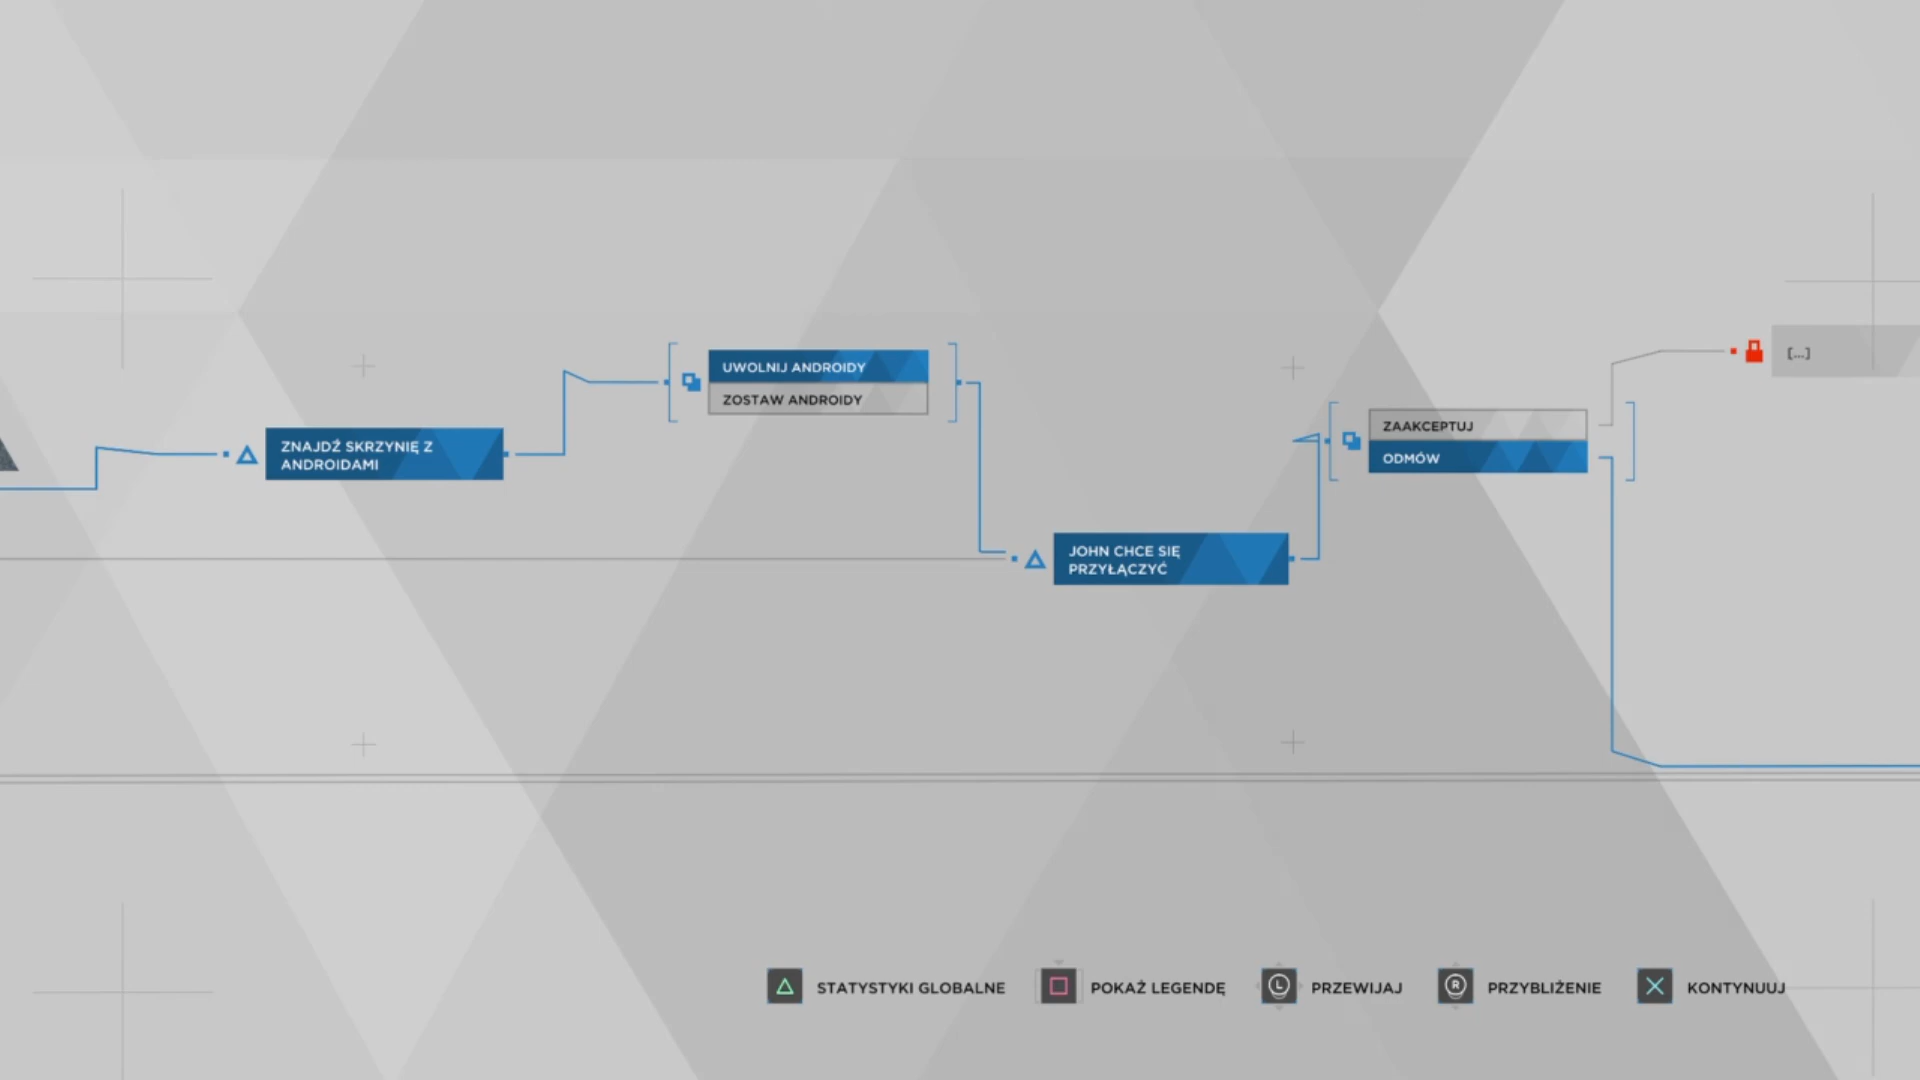 ZNAJDŹ SKRZYNIĘ Z
ANDROIDAMI
UWOLNIJ ANDROIDY
ZOSTAW ANDROIDY
JOHN CHCE SIĘ
PRZYŁĄCZYĆ
ZAAKCEPTUJ
ODMÓW
[...]
STATYSTYKI GLOBALNE
POKAŻ LEGENDĘ
L
PRZEWIJAJ
R
PRZYBLIŻENIE
KONTYNUUJ